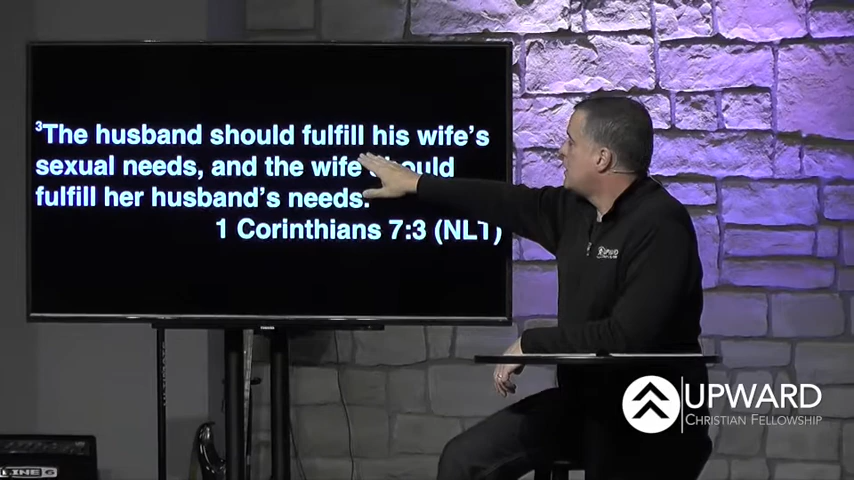 ³The husband should fulfill his wife's
sexual needs, and the wife should
fulfill her husband's needs.
1 Corinthians 7:3 (NLT)
UPWARD
CHRISTIAN FELLOWSHIP
LINE 6